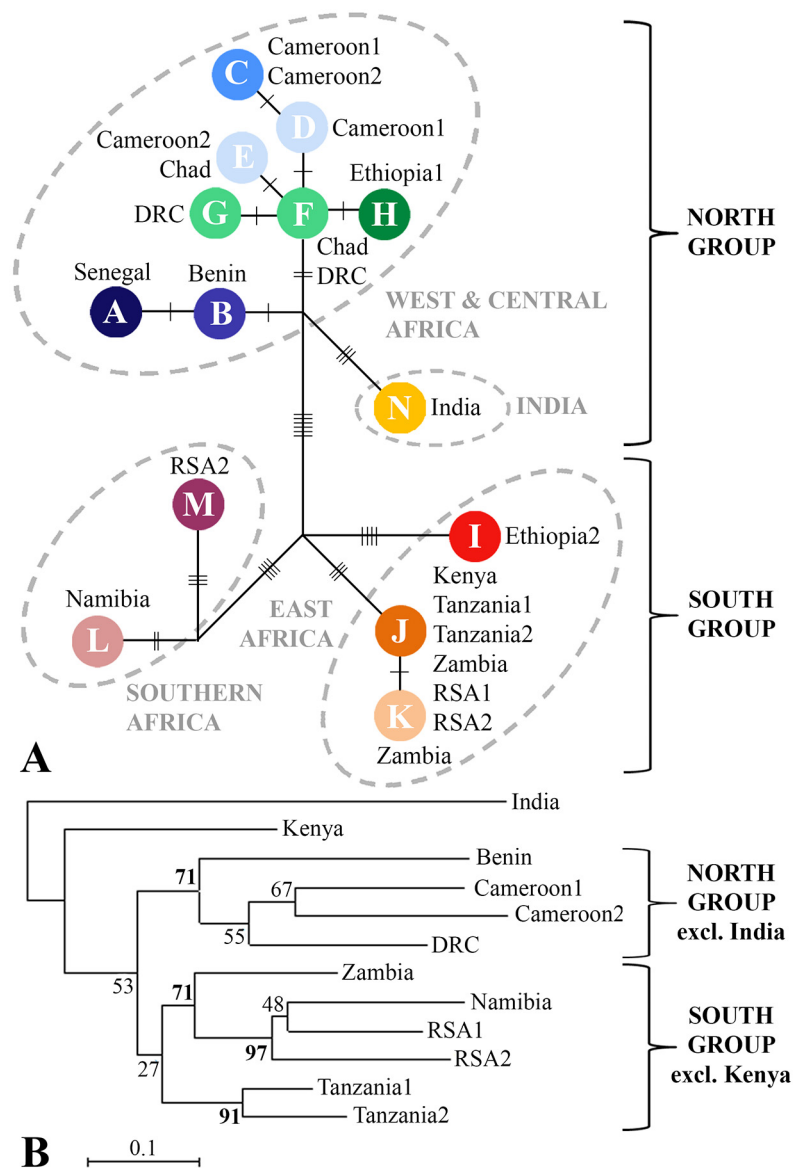 Cameroon1
Cameroon2
C
D
Cameroon1
Cameroon2
Chad
E
Ethiopia1
DRC
G
F
H
Chad
DRC
Senegal
Benin
A
B
WEST & CENTRAL
AFRICA
N
India
INDIA
NORTH
GROUP
RSA2
M
I
Ethiopia2
Namibia
L
EAST
AFRICA
J
Kenya
Tanzania1
Tanzania2
Zambia
RSA1
RSA2
K
Zambia
SOUTHERN
AFRICA
SOUTH
GROUP
A
India
Kenya
Benin
71
67
Cameroon1
Cameroon2
55
DRC
53
NORTH
GROUP
excl. India
71
Zambia
48
Namibia
RSA1
97
RSA2
27
Tanzania1
91
Tanzania2
SOUTH
GROUP
excl. Kenya
B
0.1